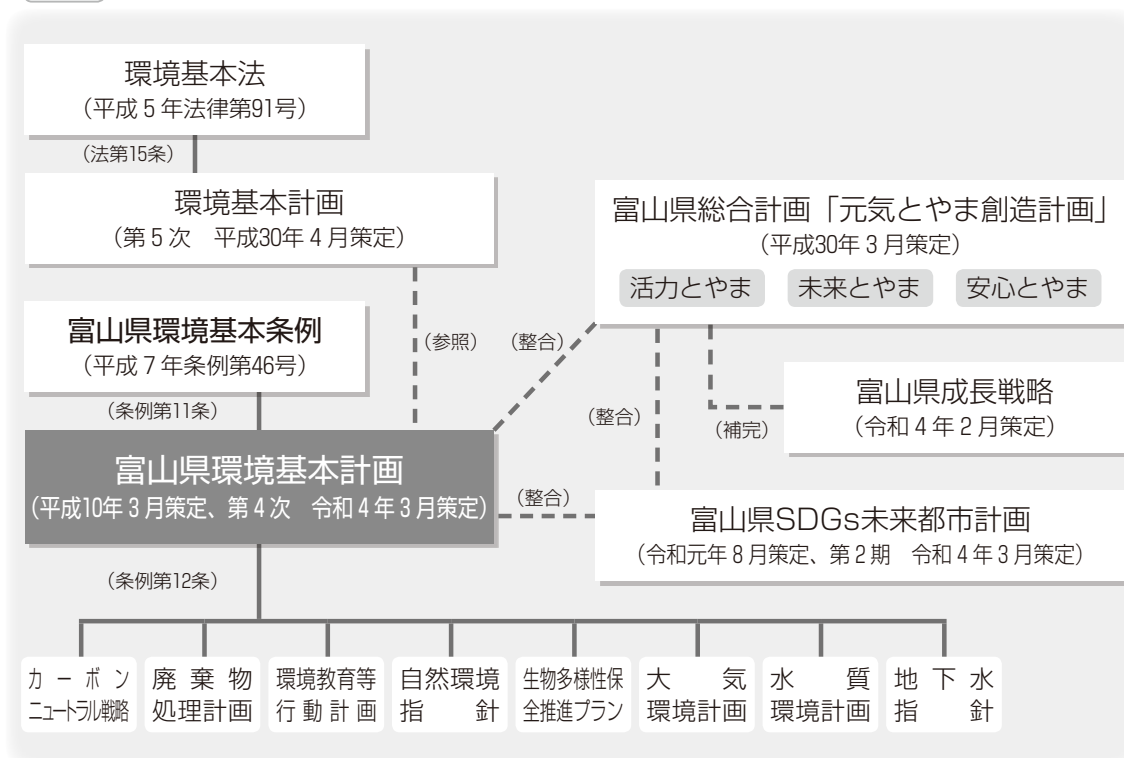 環境基本法
（平成５年法律第91号）
（法第15条）
環境基本計画
（第５次　平成30年４月策定）
富山県総合計画「元気とやま創造計画」
（平成30年３月策定）
活力とやま　未来とやま　安心とやま
富山県環境基本条例
（平成７年条例第46号）
（参照）
（整合）
（条例第11条）
（整合）
（補完）
富山県成長戦略
（令和４年２月策定）
富山県環境基本計画
（平成10年３月策定、第４次　令和４年３月策定）
（整合）
富山県SDGs未来都市計画
（令和元年８月策定、第２期　令和４年３月策定）
（条例第12条）
カーボン
ニュートラル戦略
廃棄物
処理計画
環境教育等
行動計画
自然環境
指針
生物多様性保
全推進プラン
大気
環境計画
水質
環境計画
地下水
指針